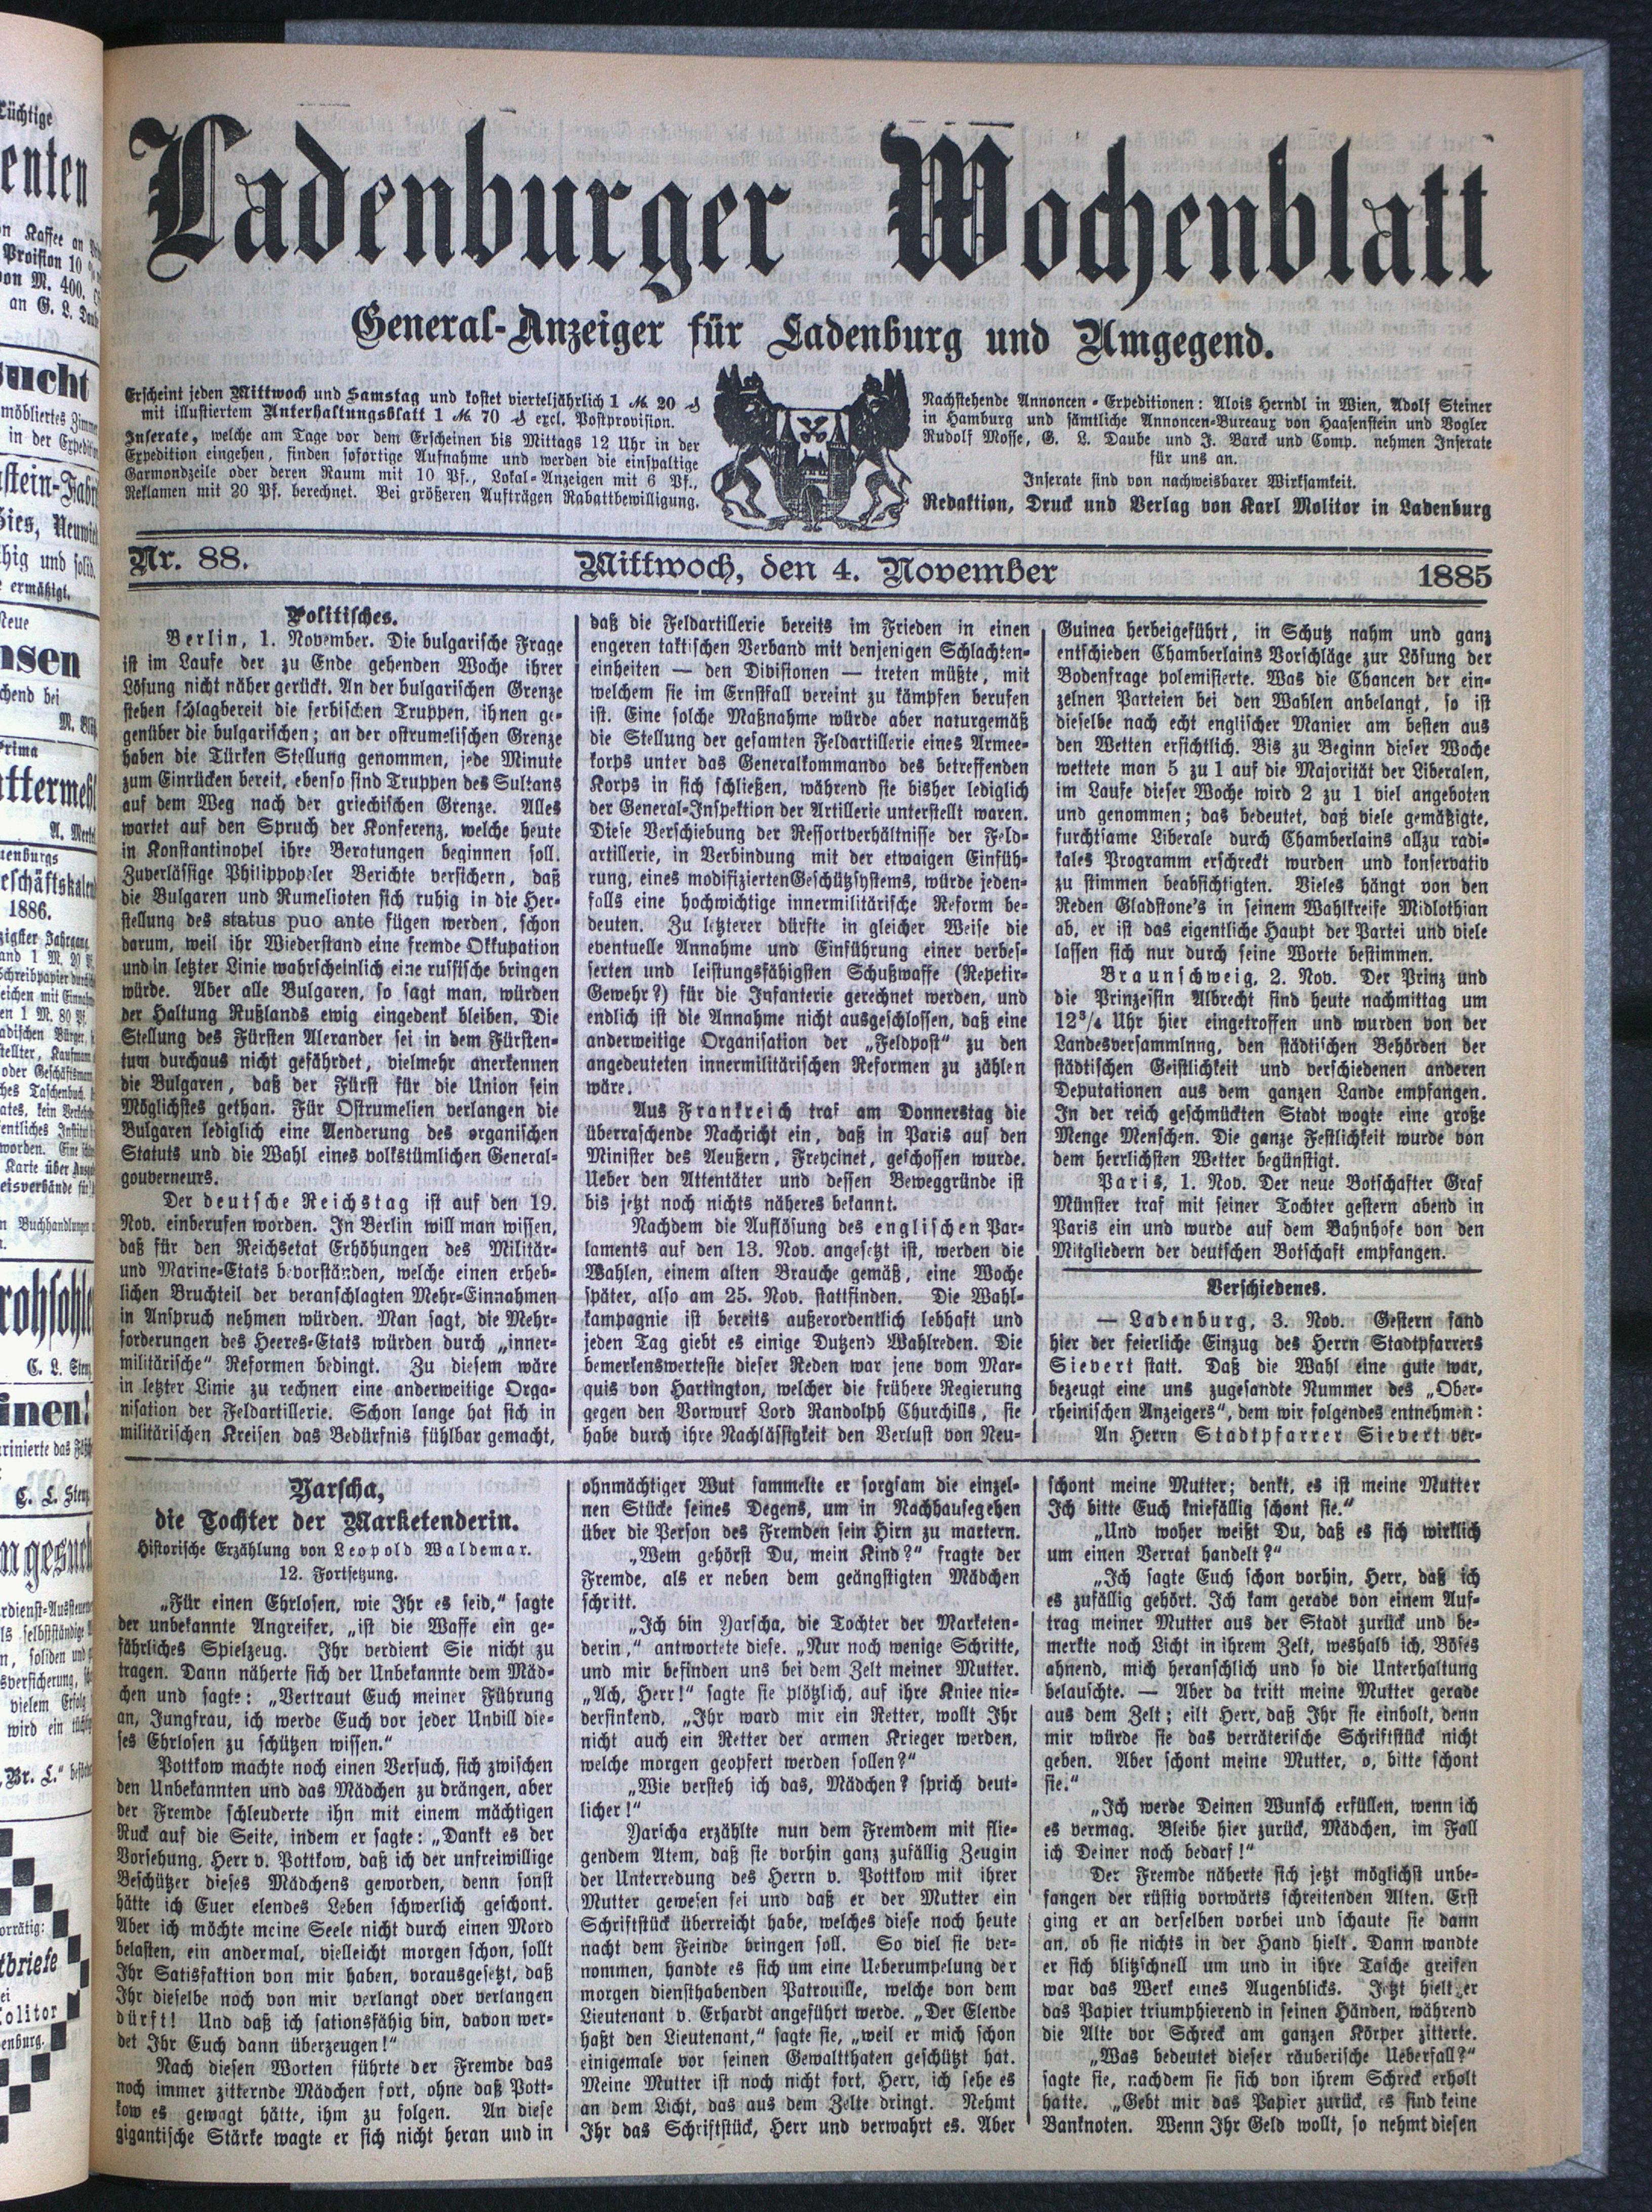 Ladenburger Wochenblatt
General-Anzeiger für Ladenburg und Umgegend.
Erscheint jeden Mittwoch und Samstag und kostet vierteljährlich 1 ℳ 20 ₰
mit illustiertem Unterhaltungsblatt 1 ℳ 70 ₰ excl. Postprovision.
Inserate, welche am Tage vor dem Erscheinen bis Mittags 12 Uhr in der
Expedition eingehen, finden sofortige Aufnahme und werden die einspaltige
Garmondzeile oder deren Raum mit 10 Pf., Lokal-Anzeigen mit 6 Pf.,
Reklamen mit 20 Pf. berechnet. Bei größeren Aufträgen Rabattbewilligung.
Nachstehende Annoncen-Expeditionen: Alois Herndl in Wien, Adolf Steiner
in Hamburg und sämtliche Annoncen-Bureaux von Haasenstein und Vogler
Rudolf Mosse, G. L. Daube und J. Barck und Comp. nehmen Inserate
für uns an.
Inserate sind von nachweisbarer Wirksamkeit.
Redaktion, Druck und Verlag von Karl Molitor in Ladenburg
Nr. 88.
Mittwoch, den 4. November
1885
Politisches.
Berlin, 1. November. Die bulgarische Frage
ist im Laufe der zu Ende gehenden Woche ihrer
Lösung nicht näher gerückt. An der bulgarischen Grenze
stehen schlagbereit die serbischen Truppen, ihnen ge-
genüber die bulgarischen; an der ostrumelischen Grenze
haben die Türken Stellung genommen, jede Minute
zum Einrücken bereit, ebenso sind Truppen des Sultans
auf dem Weg nach der griechischen Grenze. Alles
wartet auf den Spruch der Konferenz, welche heute
in Konstantinopel ihre Beratungen beginnen soll.
Zuverlässige Philippopeler Berichte versichern, daß
die Bulgaren und Rumelioten sich ruhig in die Her-
stellung des status puo ante fügen werden, schon
darum, weil ihr Wiederstand eine fremde Okkupation
und in letzter Linie wahrscheinlich eine russische bringen
würde. Aber alle Bulgaren, so sagt man, würden
der Haltung Rußlands ewig eingedenk bleiben. Die
Stellung des Fürsten Alexander sei in dem Fürsten-
tum durchaus nicht gefährdet, vielmehr anerkennen
die Bulgaren, daß der Fürst für die Union sein
Möglichstes gethan. Für Ostrumelien verlangen die
Bulgaren lediglich eine Aenderung des organischen
Statuts und die Wahl eines volkstümlichen General-
gouverneurs.
Der deutsche Reichstag ist auf den 19.
Nov. einberufen worden. In Berlin will man wissen,
daß für den Reichsetat Erhöhungen des Militär-
und Marine-Etats bevorständen, welche einen erheb-
lichen Bruchteil der veranschlagten Mehr-Einnahmen
in Anspruch nehmen würden. Man sagt, die Mehr-
forderungen des Heeres-Etats würden durch „inner-
militärische“ Reformen bedingt. Zu diesem wäre
in letzter Linie zu rechnen eine anderweitige Orga-
nisation der Feldartillerie. Schon lange hat sich in
militärischen Kreisen das Bedürfnis fühlbar gemacht,
daß die Feldartillerie bereits im Frieden in einen
engeren taktischen Verband mit denjenigen Schlachten-
einheiten — den Divisionen — treten müßte, mit
welchem sie im Ernstfall vereint zu kämpfen berufen
ist. Eine solche Maßnahme würde aber naturgemäß
die Stellung der gesamten Feldartillerie eines Armee-
korps unter das Generalkommando des betreffenden
Korps in sich schließen, während sie bisher lediglich
der General-Inspektion der Artillerie unterstellt waren.
Diese Verschiebung der Ressortverhältnisse der Feld-
artillerie, in Verbindung mit der etwaigen Einfüh-
rung, eines modifizierten Geschützsystems, würde jeden-
falls eine hochwichtige innermilitärische Reform be-
deuten. Zu letzterer dürfte in gleicher Weise die
eventuelle Annahme und Einführung einer verbes-
serten und leistungsfähigsten Schußwaffe (Repetir-
Gewehr?) für die Infanterie gerechnet werden, und
endlich ist die Annahme nicht ausgeschlossen, daß eine
anderweitige Organisation der „Feldpost“ zu den
angedeuteten innermilitärischen Reformen zu zählen
wäre.
Aus Frankreich traf am Donnerstag die
überraschende Nachricht ein, daß in Paris auf den
Minister des Aeußern, Freycinet, geschossen wurde.
Ueber den Attentäter und dessen Beweggründe ist
bis jetzt noch nichts näheres bekannt.
Nachdem die Auflösung des englischen Par-
laments auf den 13. Nov. angesetzt ist, werden die
Wahlen, einem alten Brauche gemäß, eine Woche
später, also am 25. Nov. stattfinden. Die Wahl-
kampagnie ist bereits außerordentlich lebhaft und
jeden Tag giebt es einige Dutzend Wahlreden. Die
bemerkenswerteste dieser Reden war jene vom Mar-
quis von Hartington, welcher die frühere Regierung
gegen den Vorwurf Lord Randolph Churchills, sie
habe durch ihre Nachlässigkeit den Verlust von Neu-
Guinea herbeigeführt, in Schutz nahm und ganz
entschieden Chamberlains Vorschläge zur Lösung der
Bodenfrage polemisierte. Was die Chancen der ein-
zelnen Parteien bei den Wahlen anbelangt, so ist
dieselbe nach echt englischer Manier am besten aus
den Wetten ersichtlich. Bis zu Beginn dieser Woche
wettete man 5 zu 1 auf die Majorität der Liberalen,
im Laufe dieser Woche wird 2 zu 1 viel angeboten
und genommen; das bedeutet, daß viele gemäßigte,
furchtsame Liberale durch Chamberlains allzu radi-
kales Programm erschreckt wurden und konservativ
zu stimmen beabsichtigten. Vieles hängt von den
Reden Gladstone's in seinem Wahlkreise Midlothian
ab, er ist das eigentliche Haupt der Partei und viele
lassen sich nur durch seine Worte bestimmen.
Braunschweig, 2. Nov. Der Prinz und
die Prinzessin Albrecht sind heute nachmittag um
12³/₄ Uhr hier eingetroffen und wurden von der
Landesversammlnng, den städtischen Behörden der
städtischen Geistlichkeit und verschiedenen anderen
Deputationen aus dem ganzen Lande empfangen.
In der reich geschmückten Stadt wogte eine große
Menge Menschen. Die ganze Festlichkeit wurde von
dem herrlichsten Wetter begünstigt.
Paris, 1. Nov. Der neue Botschafter Graf
Münster traf mit seiner Tochter gestern abend in
Paris ein und wurde auf dem Bahnhofe von den
Mitgliedern der deutschen Botschaft empfangen.
Verschiedenes.
— Ladenburg, 3. Nov. Gestern fand
hier der feierliche Einzug des Herrn Stadtpfarrers
Sievert statt. Daß die Wahl eine gute war,
bezeugt eine uns zugesandte Nummer des „Ober-
rheinischen Anzeigers“, dem wir folgendes entnehmen:
An Herrn Stadtpfarrer Sievert ver-
Yarscha,
die Tochter der Marketenderin.
Historische Erzählung von Leopold Waldemar.
12. Fortsetzung.
„Für einen Ehrlosen, wie Ihr es seid,“ sagte
der unbekannte Angreifer, „ist die Waffe ein ge-
fährliches Spielzeug. Ihr verdient Sie nicht zu
tragen. Dann näherte sich der Unbekannte dem Mäd-
chen und sagte: „Vertraut Euch meiner Führung
an, Jungfrau, ich werde Euch vor jeder Unbill die-
ses Ehrlosen zu schützen wissen.“
Pottkow machte noch einen Versuch, sich zwischen
den Unbekannten und das Mädchen zu drängen, aber
der Fremde schleuderte ihn mit einem mächtigen
Ruck auf die Seite, indem er sagte: „Dankt es der
Vorsehung, Herr v. Pottkow, daß ich der unfreiwillige
Beschützer dieses Mädchens geworden, denn sonst
hätte ich Euer elendes Leben schwerlich geschont.
Aber ich möchte meine Seele nicht durch einen Mord
belasten, ein andermal, vielleicht morgen schon, sollt
Ihr Satisfaktion von mir haben, vorausgesetzt, daß
Ihr dieselbe noch von mir verlangt oder verlangen
dürft! Und daß ich sationsfähig bin, davon wer-
det Ihr Euch dann überzeugen!“
Nach diesen Worten führte der Fremde das
noch immer zitternde Mädchen fort, ohne daß Pott-
kow es gewagt hätte, ihm zu folgen. An diese
gigantische Stärke wagte er sich nicht heran und in
ohnmächtiger Wut sammelte er sorgsam die einzel-
nen Stücke seines Degens, um in Nachhausegehen
über die Person des Fremden sein Hirn zu martern.
„Wem gehörst Du, mein Kind?“ fragte der
Fremde, als er neben dem geängstigten Mädchen
schritt.
„Ich bin Yarscha, die Tochter der Marketen-
derin,“ antwortete diese. „Nur noch wenige Schritte,
und mir befinden uns bei dem Zelt meiner Mutter.
„Ach, Herr!“ sagte sie plötzlich, auf ihre Kniee nie-
dersinkend, „Ihr ward mir ein Retter, wollt Ihr
nicht auch ein Retter der armen Krieger werden,
welche morgen geopfert werden sollen?“
„Wie versteh ich das, Mädchen? sprich deut-
licher!“
Yarscha erzählte nun dem Fremdem mit flie-
gendem Atem, daß sie vorhin ganz zufällig Zeugin
der Unterredung des Herrn v. Pottkow mit ihrer
Mutter gewesen sei und daß er der Mutter ein
Schriftstück überreicht habe, welches diese noch heute
nacht dem Feinde bringen soll. So viel sie ver-
nommen, handte es sich um eine Ueberumpelung der
morgen diensthabenden Patrouille, welche von dem
Lieutenant v. Erhardt angeführt werde. „Der Elende
haßt den Lieutenant,“ sagte sie, „weil er mich schon
einigemale vor seinen Gewaltthaten geschützt hat.
Meine Mutter ist noch nicht fort, Herr, ich sehe es
an dem Licht, das aus dem Zelte dringt. Nehmt
Ihr das Schriftstück, Herr und verwahrt es. Aber
schont meine Mutter; denkt, es ist meine Mutter
Ich bitte Euch kniefällig schont sie.“
„Und woher weißt Du, daß es sich wirklich
um einen Verrat handelt?“
„Ich sagte Euch schon vorhin, Herr, daß ich
es zufällig gehört. Ich kam gerade von einem Auf-
trag meiner Mutter aus der Stadt zurück und be-
merkte noch Licht in ihrem Zelt, weshalb ich, Böses
ahnend, mich heranschlich und so die Unterhaltung
belauschte. — Aber da tritt meine Mutter gerade
aus dem Zelt; eilt Herr, daß Ihr sie einholt, denn
mir würde sie das verräterische Schriftstück nicht
geben. Aber schont meine Mutter, o, bitte schont
sie.“
„Ich werde Deinen Wunsch erfüllen, wenn ich
es vermag. Bleibe hier zurück, Mädchen, im Fall
ich Deiner noch bedarf!“
Der Fremde näherte sich jetzt möglichst unbe-
fangen der rüstig vorwärts schreitenden Alten. Erst
ging er an derselben vorbei und schaute sie dann
an, ob sie nichts in der Hand hielt. Dann wandte
er sich blitzschnell um und in ihre Tasche greifen
war das Werk eines Augenblicks. Jetzt hielt er
das Papier triumphierend in seinen Händen, während
die Alte vor Schreck am ganzen Körper zitterte.
„Was bedeutet dieser räuberische Ueberfall?“
sagte sie, nachdem sie sich von ihrem Schreck erholt
hatte. „Gebt mir das Papier zurück, es sind keine
Banknoten. Wenn Ihr Geld wollt, so nehmt diesen